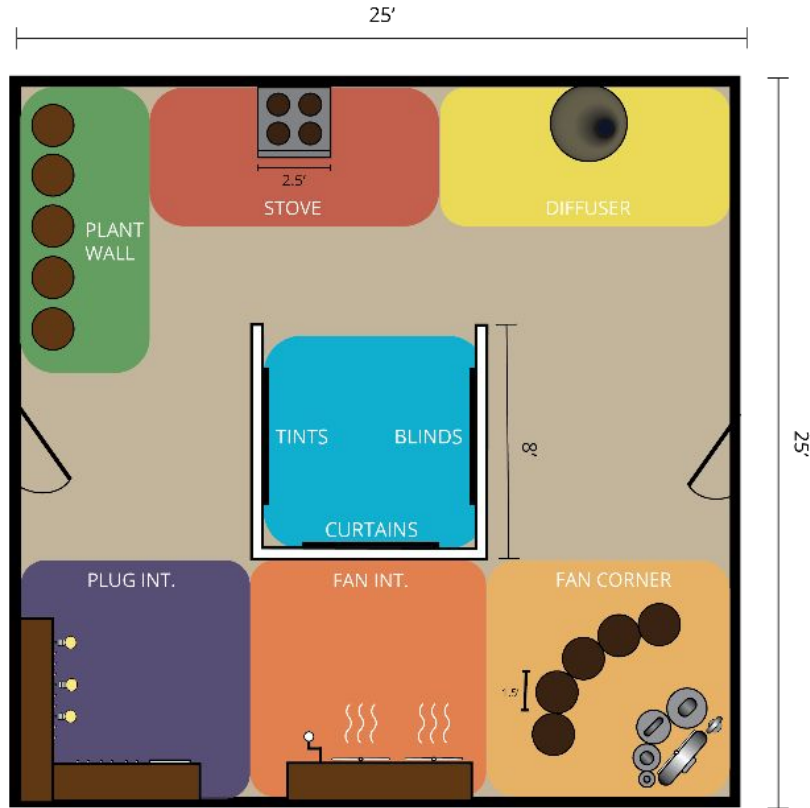 25’
2.5’
STOVE
DIFFUSER
PLANT
WALL
25’
TINTS
BLINDS
8’
CURTAINS
PLUG INT.
FAN INT.
FAN CORNER
1.5’